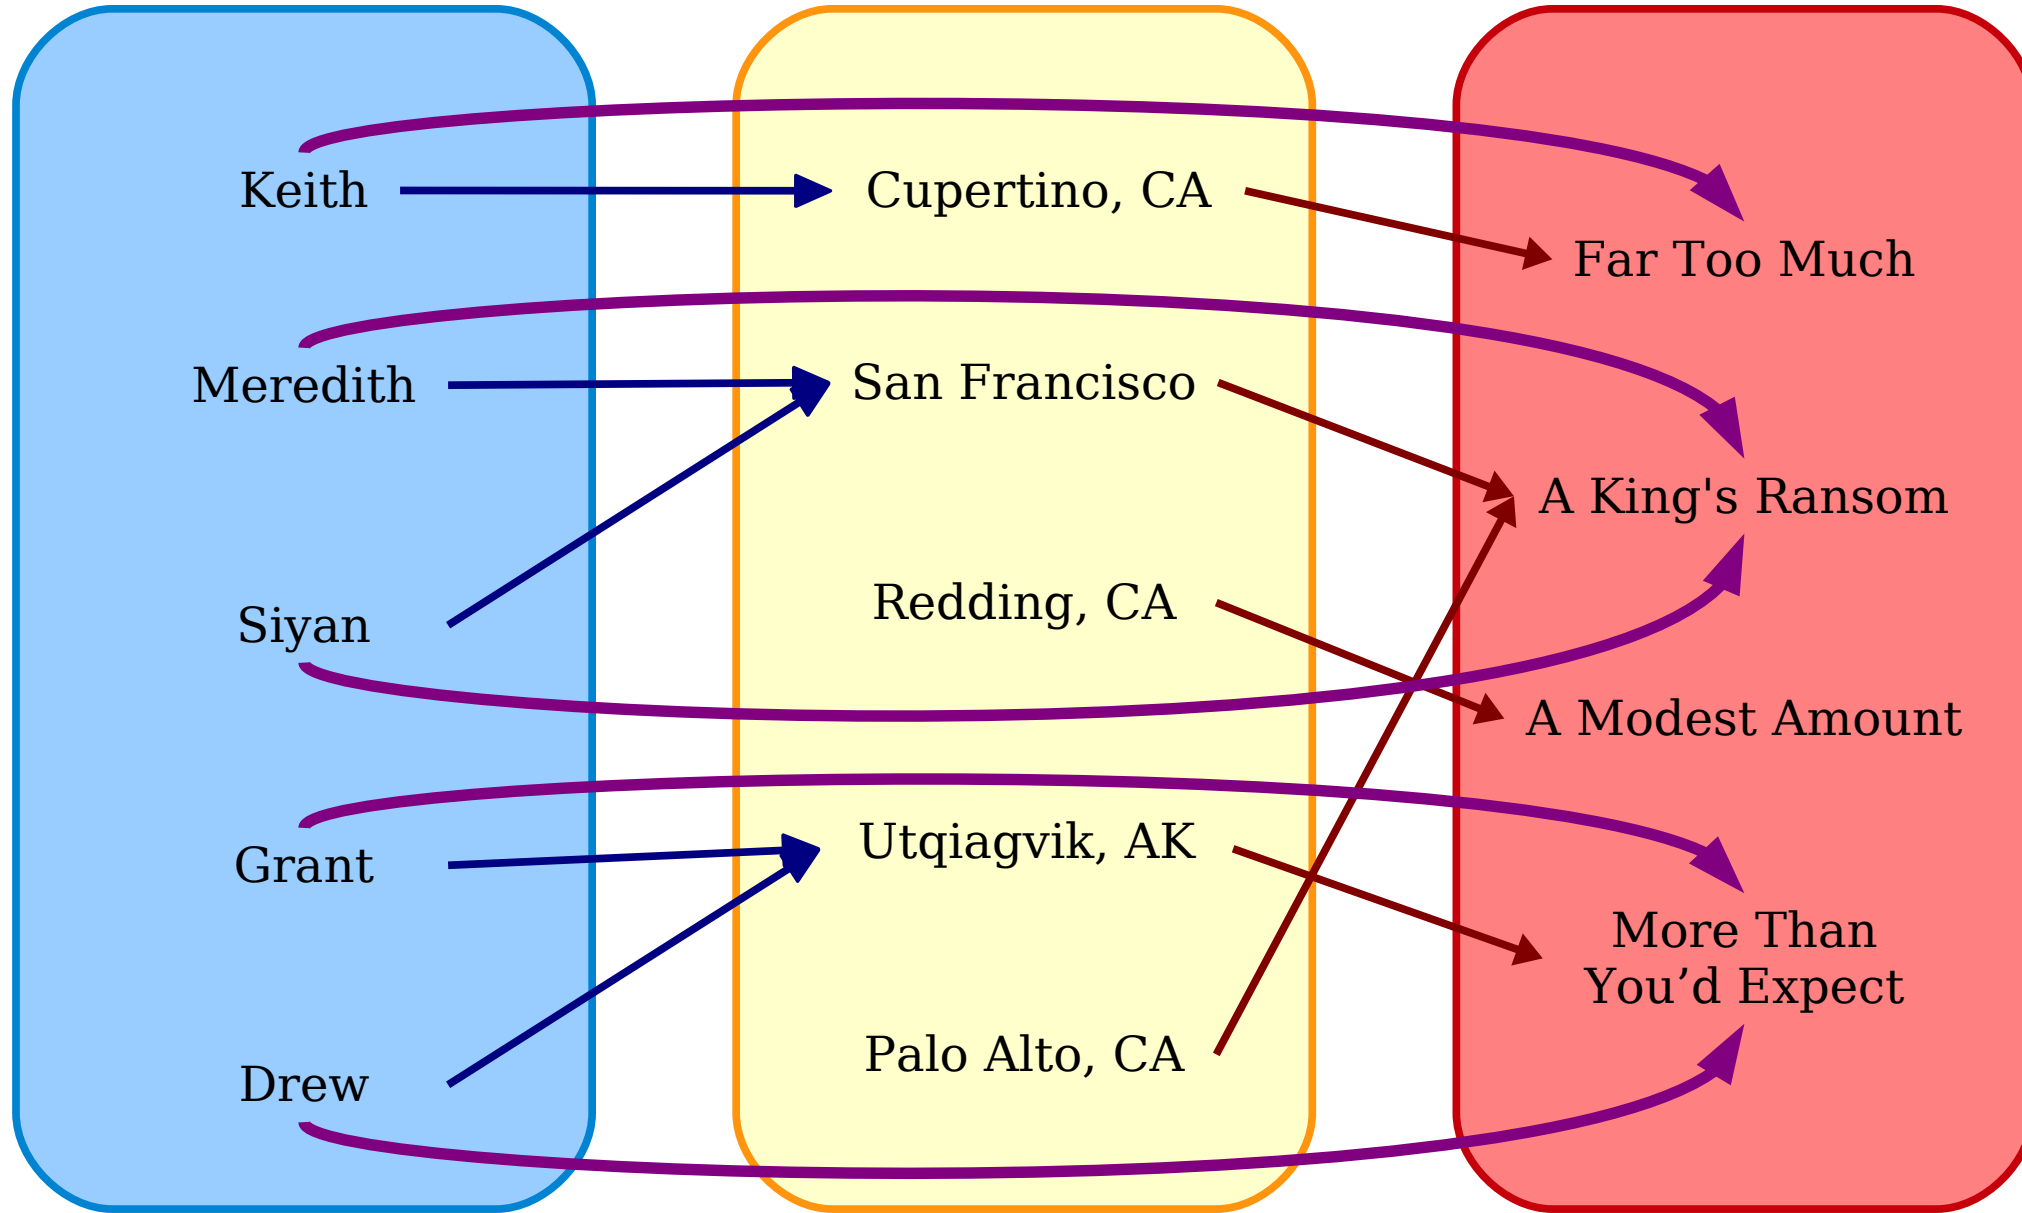 Keith
Meredith
Siyan
Grant
Drew
Cupertino, CA
San Francisco
Redding, CA
Utqiagvik, AK
Palo Alto, CA
Far Too Much
A King's Ransom
A Modest Amount
More Than
You’d Expect